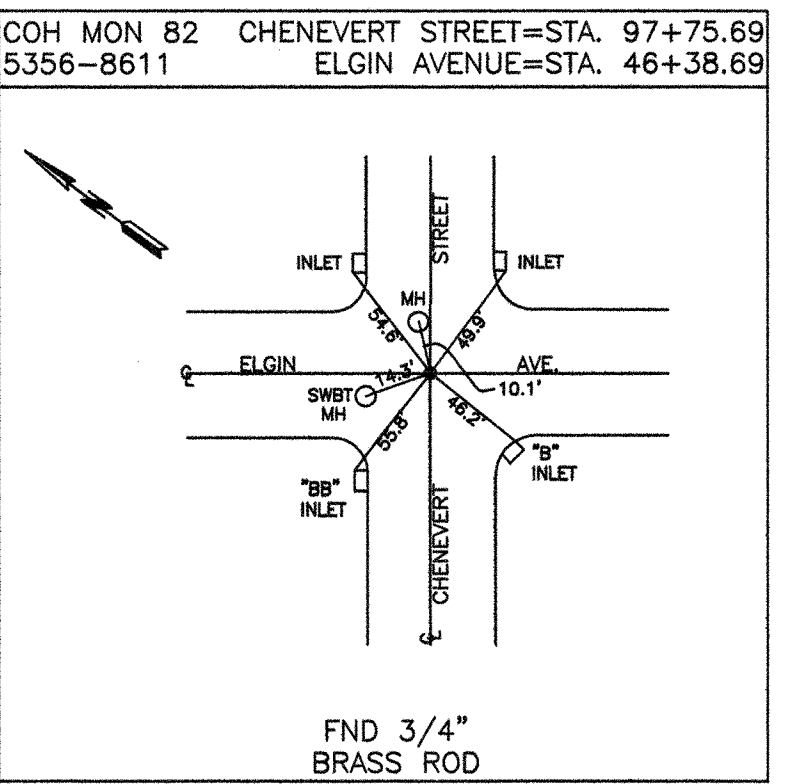 COH MON 82 CHENEVERT STREET=STA. 97+75.69
5356-8611 ELGIN AVENUE=STA. 46+38.69
N
STREET
INLET
INLET
MH
54.6'
49.9'
ELGIN
AVE.
℄
14.3'
10.1'
SWBT
MH
46.2'
55.8'
"B"
INLET
"BB"
INLET
CHENEVERT
℄
FND 3/4"
BRASS ROD